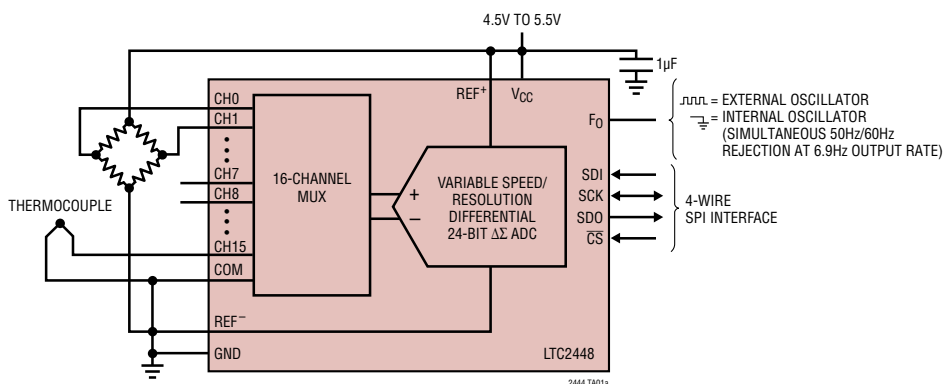 4.5V TO 5.5V
1µF
CH0
CH1
CH7
CH8
CH15
COM
REF⁻
GND
THERMOCOUPLE
16-CHANNEL
MUX
REF⁺
VCC
+
−
VARIABLE SPEED/
RESOLUTION
DIFFERENTIAL
24-BIT ΔΣ ADC
FO
SDI
SCK
SDO
C̅S̅
= EXTERNAL OSCILLATOR
= INTERNAL OSCILLATOR
(SIMULTANEOUS 50Hz/60Hz
REJECTION AT 6.9Hz OUTPUT RATE)
4-WIRE
SPI INTERFACE
LTC2448
2444 TA01a